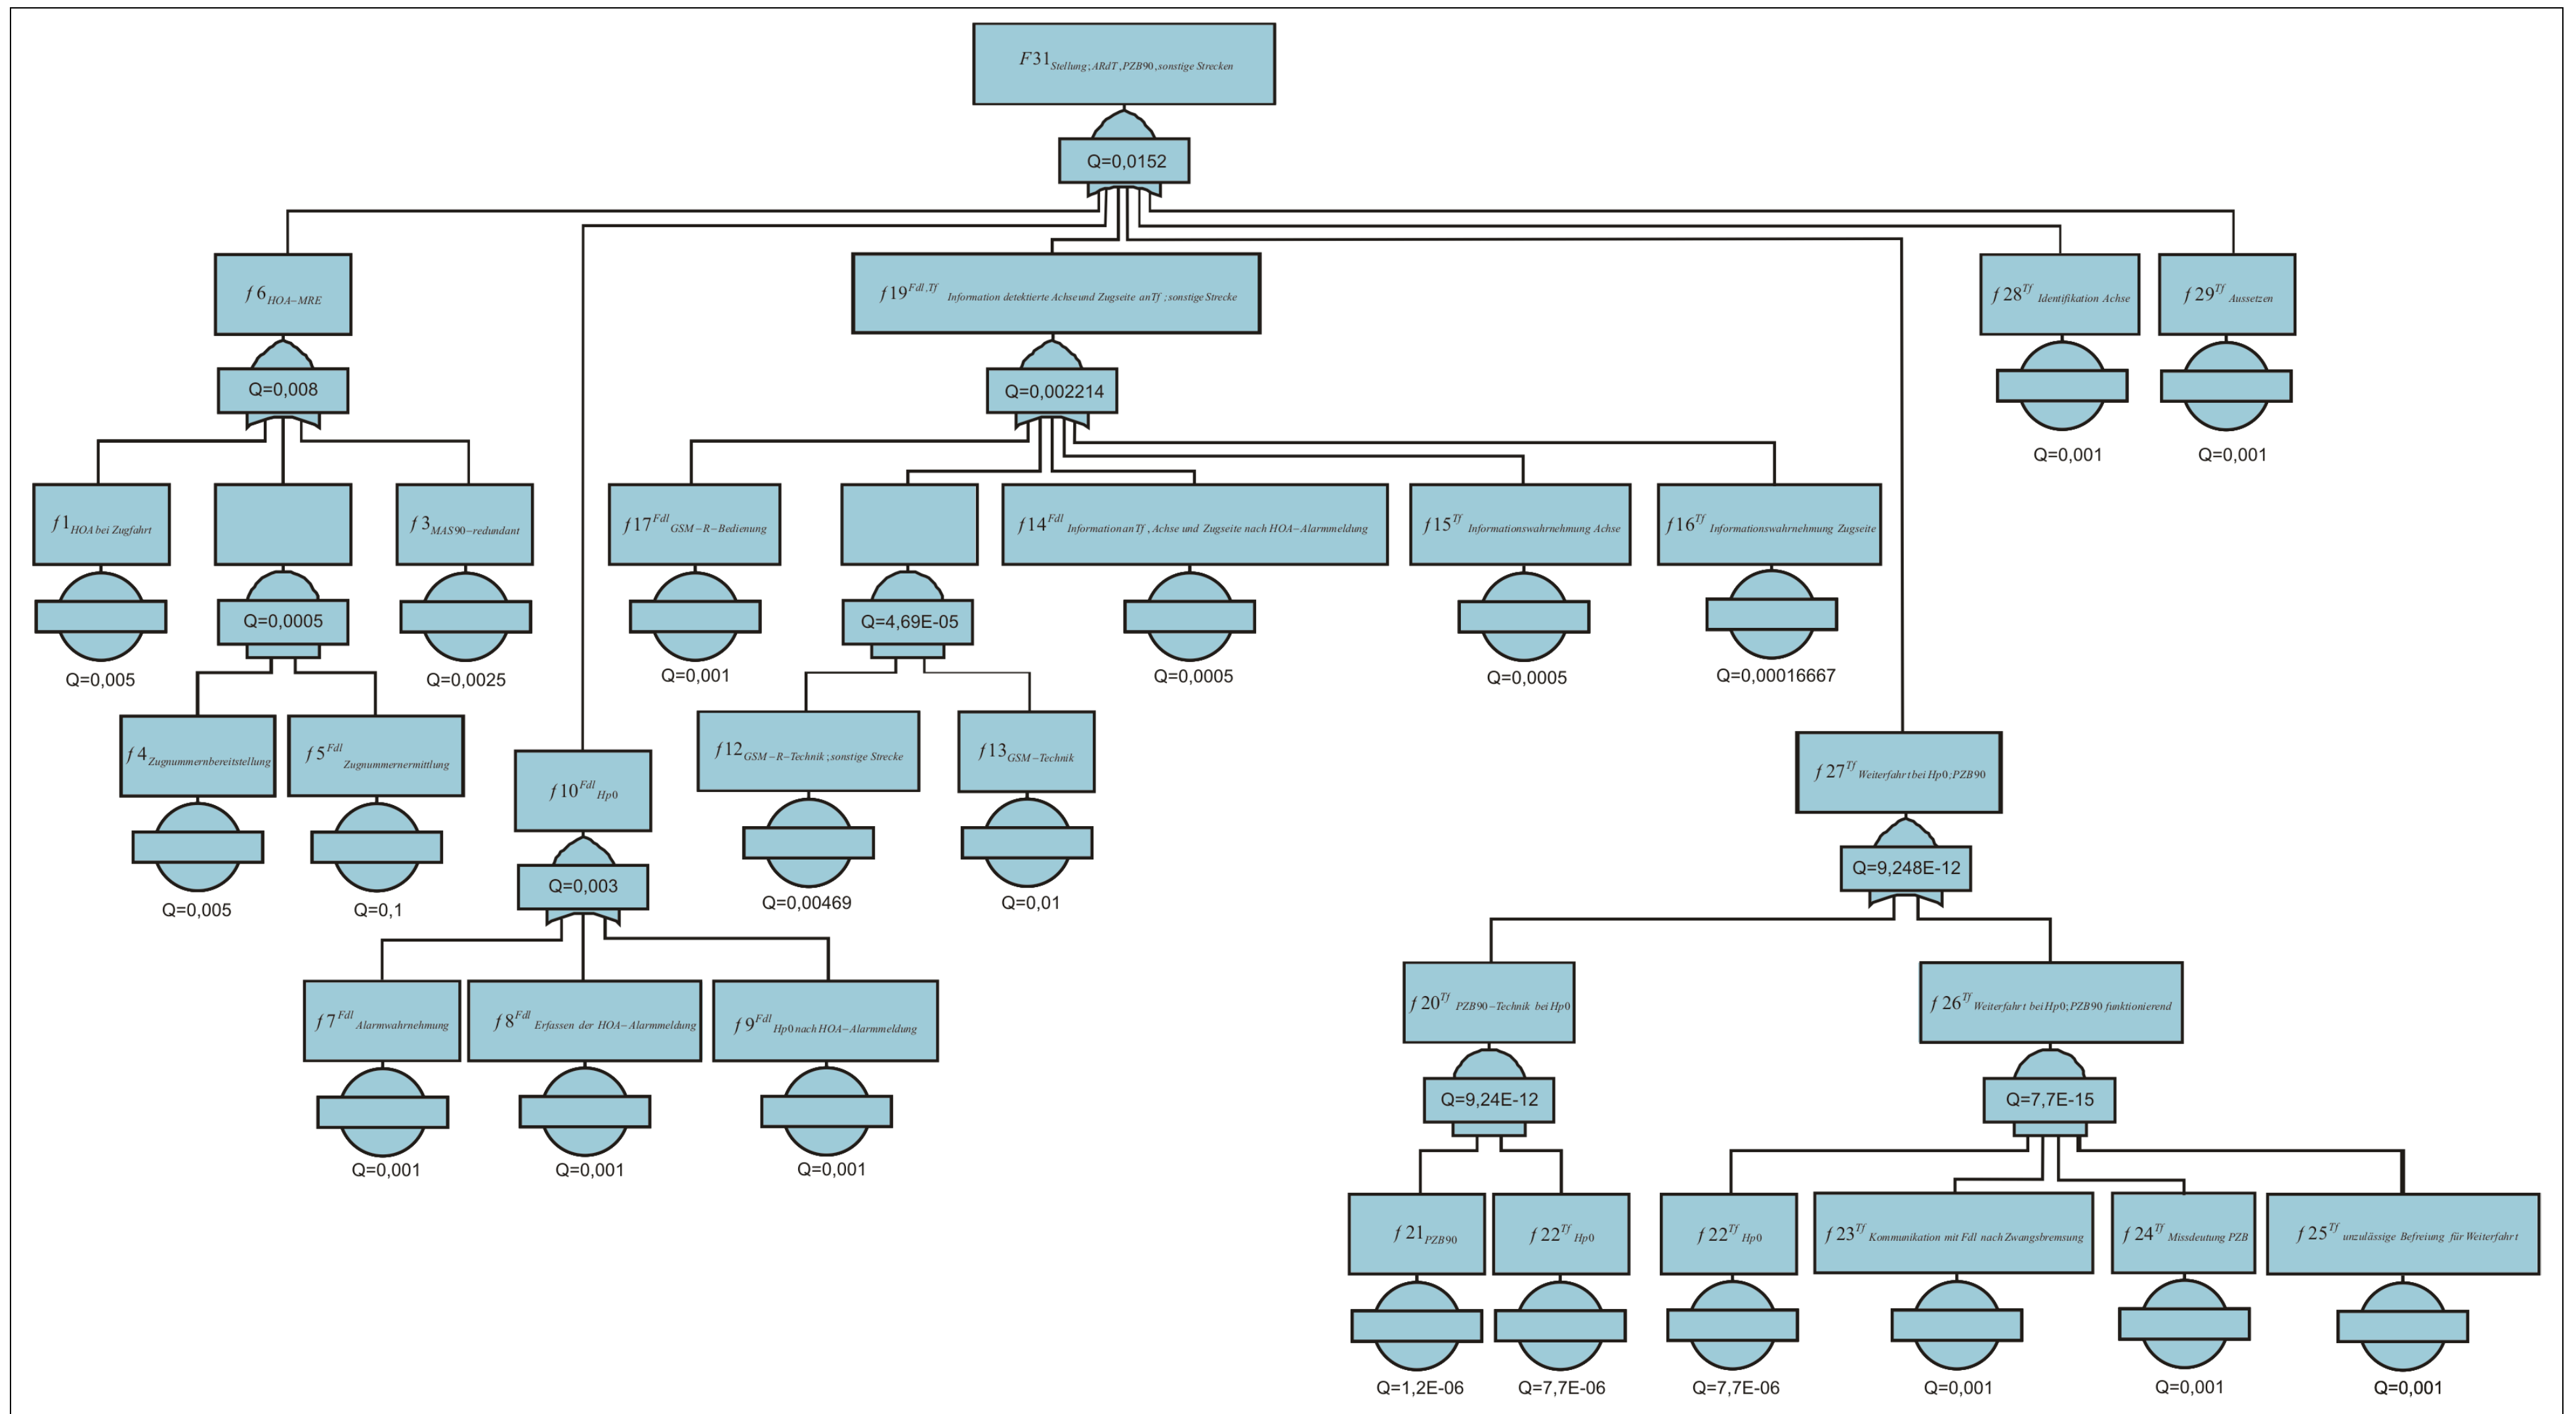 F31 Stellung; ARdT, PZB90, sonstige Strecken
Q=0,0152
f6 HOA−MRE
f19 Fdl,Tf Information detektierte Achse und Zugseite an Tf; sonstige Strecke
f28 Tf Identifikation Achse
f29 Tf Aussetzen
Q=0,008
Q=0,002214
Q=0,001
Q=0,001
f1 HOA bei Zugfahrt
f3 MAS90−redundant
f17 Fdl GSM−R−Bedienung
f14 Fdl Information an Tf, Achse und Zugseite nach HOA−Alarmmeldung
f15 Tf Informationswahrnehmung Achse
f16 Tf Informationswahrnehmung Zugseite
Q=0,0005
Q=4,69E-05
Q=0,005
Q=0,0025
Q=0,001
Q=0,0005
Q=0,0005
Q=0,00016667
f4 Zugnummernbereitstellung
f5 Fdl Zugnummernermittlung
f10 Fdl Hp0
f12 GSM−R−Technik; sonstige Strecke
f13 GSM−Technik
f27 Tf Weiterfahrt bei Hp0; PZB90
Q=0,005
Q=0,1
Q=0,003
Q=0,00469
Q=0,01
Q=9,248E-12
f7 Fdl Alarmwahrnehmung
f8 Fdl Erfassen der HOA−Alarmmeldung
f9 Fdl Hp0 nach HOA−Alarmmeldung
f20 Tf PZB90−Technik bei Hp0
f26 Tf Weiterfahrt bei Hp0; PZB90 funktionierend
Q=9,24E-12
Q=7,7E-15
Q=0,001
Q=0,001
Q=0,001
f21 PZB90
f22 Tf Hp0
f22 Tf Hp0
f23 Tf Kommunikation mit Fdl nach Zwangsbremsung
f24 Tf Missdeutung PZB
f25 Tf unzulässige Befreiung für Weiterfahrt
Q=1,2E-06
Q=7,7E-06
Q=7,7E-06
Q=0,001
Q=0,001
Q=0,001